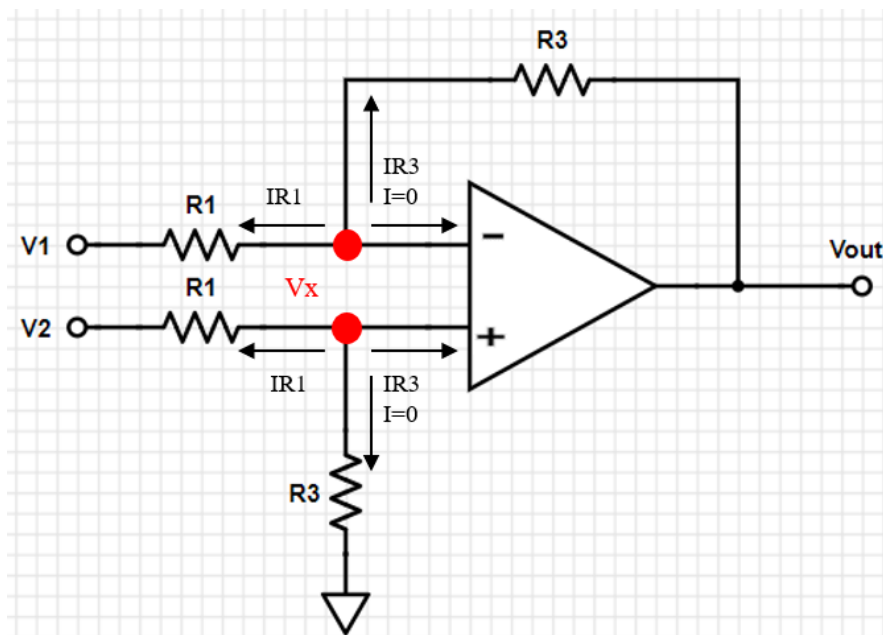 R3
IR3
I=0
IR1
R1
V1
-
Vout
Vx
R1
V2
+
IR1
IR3
I=0
R3